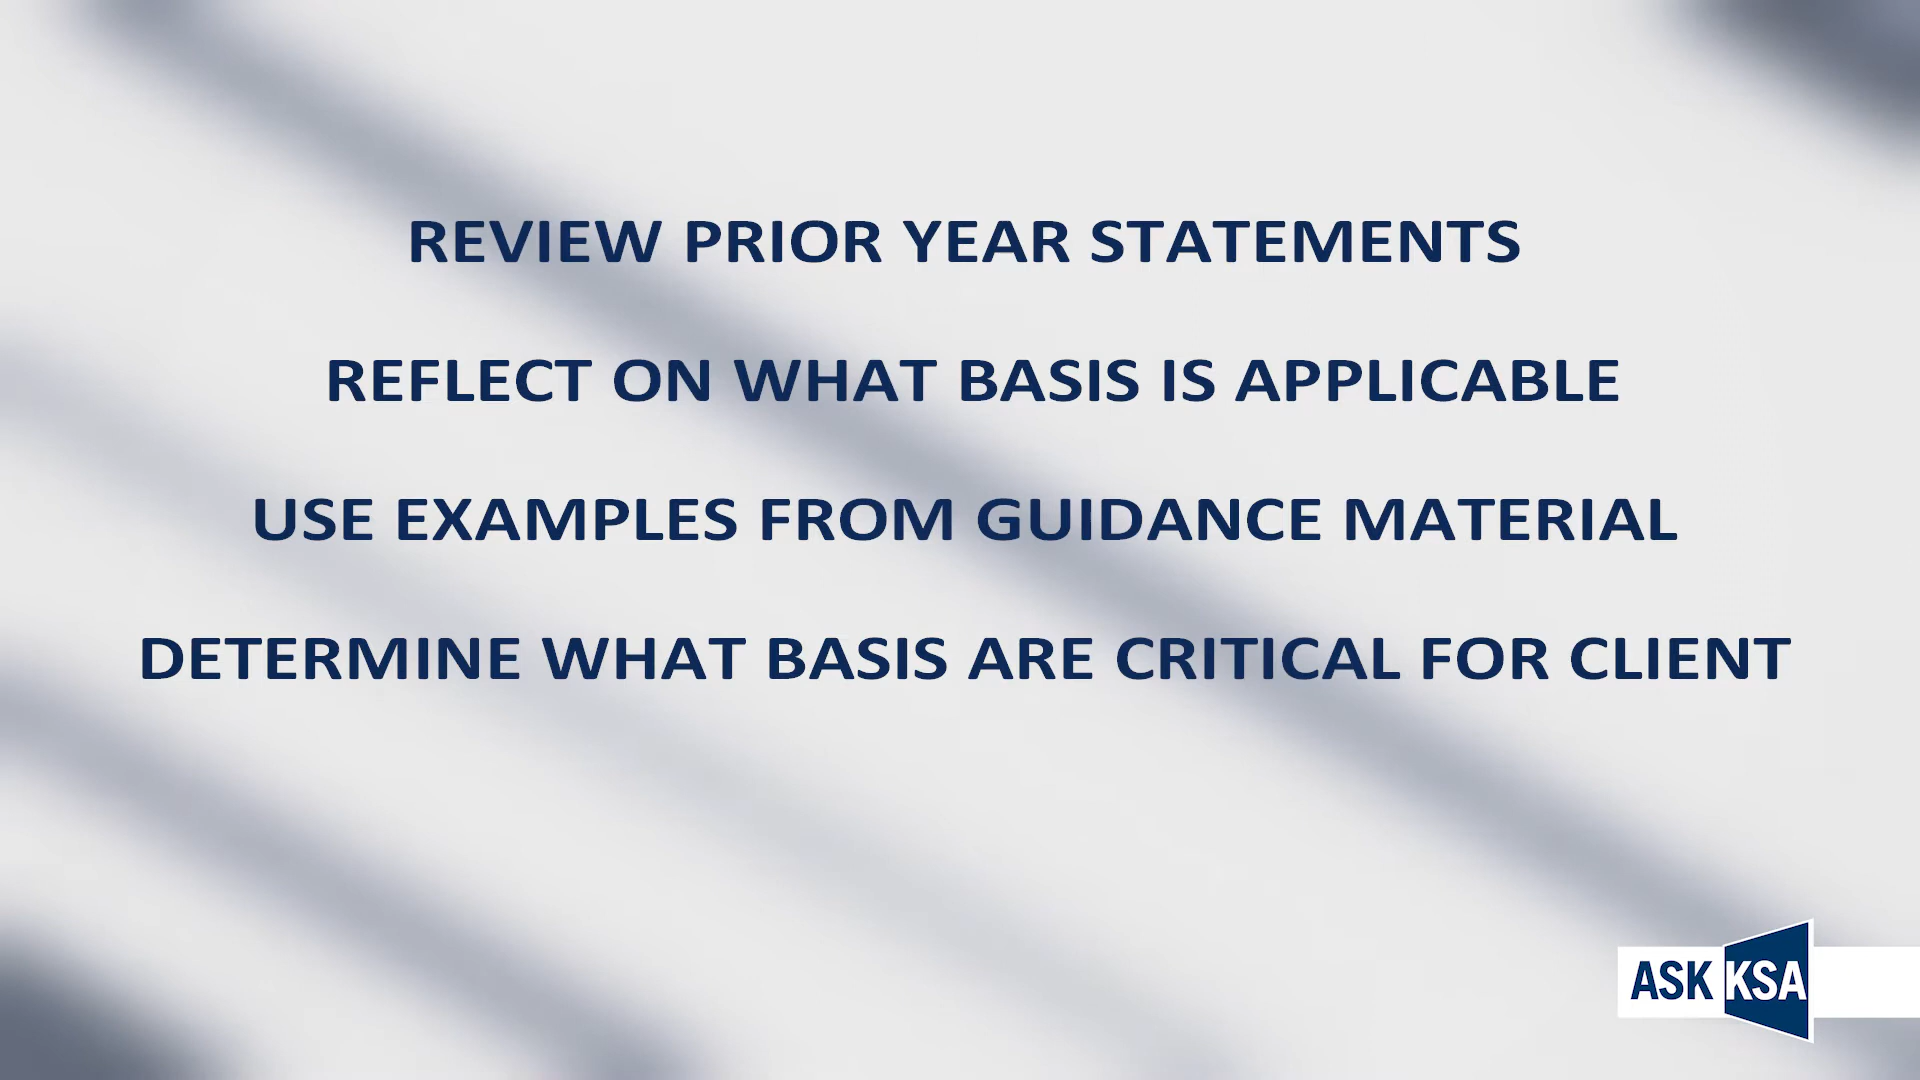 REVIEW PRIOR YEAR STATEMENTS
REFLECT ON WHAT BASIS IS APPLICABLE
USE EXAMPLES FROM GUIDANCE MATERIAL
DETERMINE WHAT BASIS ARE CRITICAL FOR CLIENT
ASK KSA